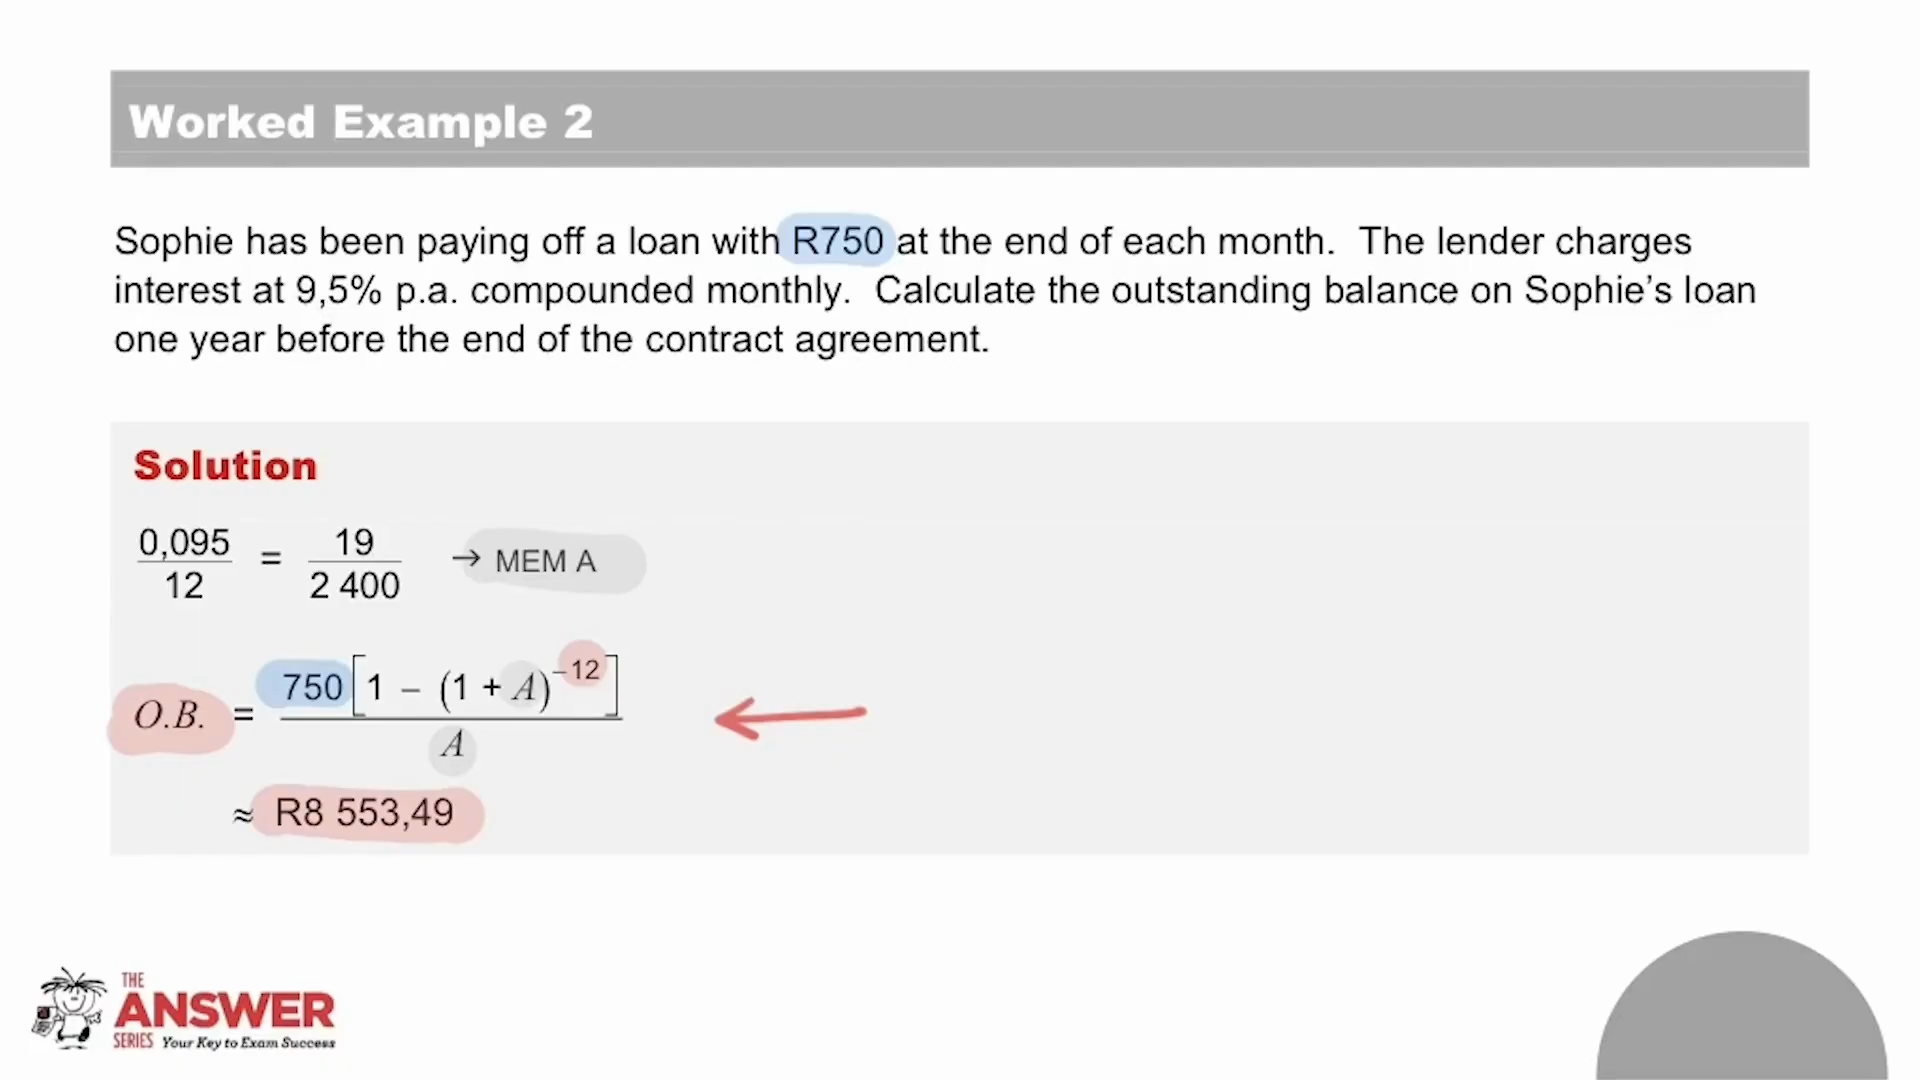 Worked Example 2
Sophie has been paying off a loan with R750 at the end of each month. The lender charges
interest at 9,5% p.a. compounded monthly. Calculate the outstanding balance on Sophie's loan
one year before the end of the contract agreement.
Solution
0,095/12 = 19/2 400 → MEM A
O.B. = 750[1 – (1 + A)^–12]/A
≈ R8 553,49
THE
ANSWER
SERIES Your Key to Exam Success